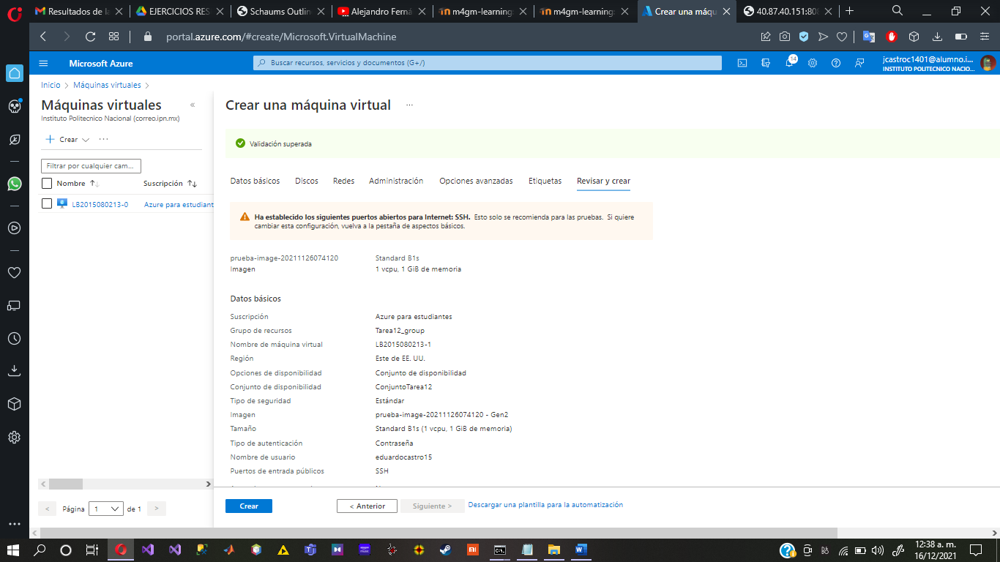 Resultados de la
EJERCICIOS RES
Schaums Outlin
Alejandro Ferná
m4gm-learning
m4gm-learning
Crear una máqu
40.87.40.151:808
portal.azure.com/#create/Microsoft.VirtualMachine
Microsoft Azure
Buscar recursos, servicios y documentos (G+/)
14
jcastroc1401@alumno.i...
INSTITUTO POLITECNICO NACIO...
Inicio > Máquinas virtuales >
Máquinas virtuales «
Instituto Politecnico Nacional (correo.ipn.mx)
+ Crear ...
Filtrar por cualquier cam...
Nombre ↑↓ Suscripción ↑↓
LB2015080213-0 Azure para estudiant
< Página 1 de 1 >
Crear una máquina virtual ...
Validación superada
Datos básicos Discos Redes Administración Opciones avanzadas Etiquetas Revisar y crear
Ha establecido los siguientes puertos abiertos para Internet: SSH. Esto solo se recomienda para las pruebas. Si quiere
cambiar esta configuración, vuelva a la pestaña de aspectos básicos.
prueba-image-20211126074120 Standard B1s
Imagen 1 vcpu, 1 GiB de memoria
Datos básicos
Suscripción Azure para estudiantes
Grupo de recursos Tarea12_group
Nombre de máquina virtual LB2015080213-1
Región Este de EE. UU.
Opciones de disponibilidad Conjunto de disponibilidad
Conjunto de disponibilidad ConjuntoTarea12
Tipo de seguridad Estándar
Imagen prueba-image-20211126074120 - Gen2
Tamaño Standard B1s (1 vcpu, 1 GiB de memoria)
Tipo de autenticación Contraseña
Nombre de usuario eduardocastro15
Puertos de entrada públicos SSH
Crear < Anterior Siguiente > Descargar una plantilla para la automatización
12:38 a. m.
16/12/2021